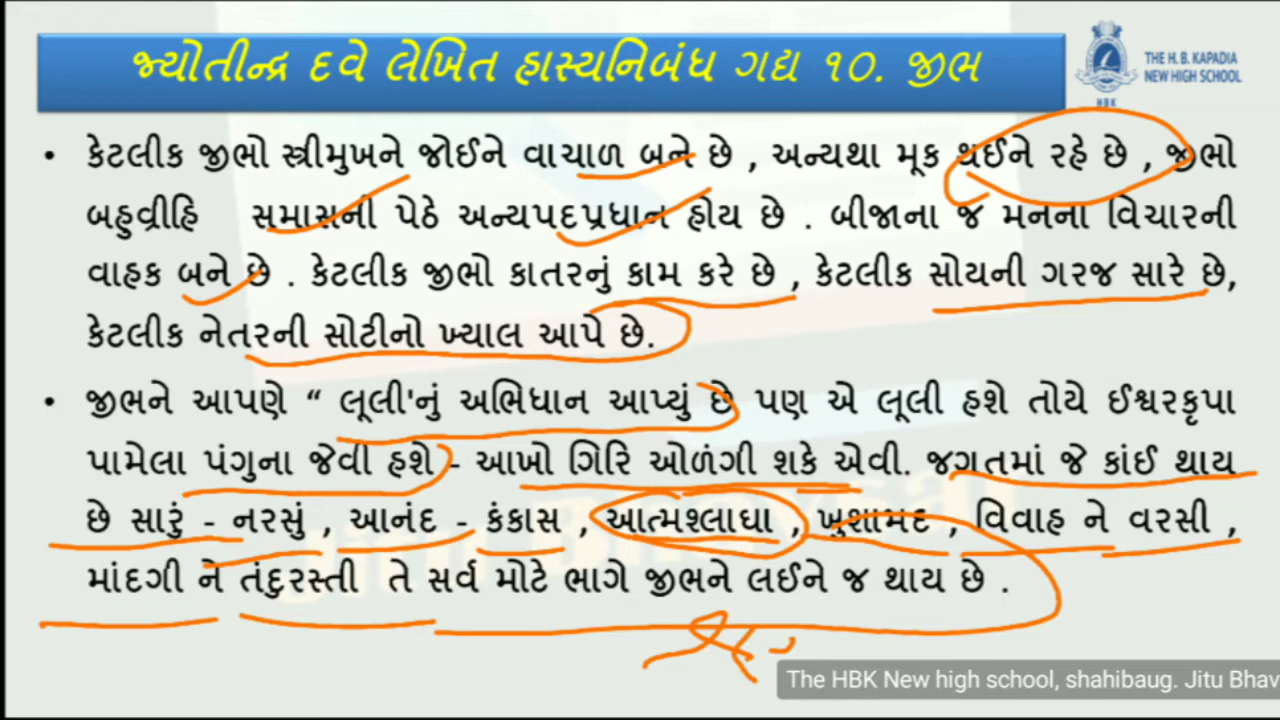 જ્યોતીન્દ્ર દવે લેખિત હાસ્યનિબંધ ગદ્ય ૧૦. જીભ
THE H. B. KAPADIA
NEW HIGH SCHOOL
HBK
• કેટલીક જીભો સ્ત્રીમુખને જોઈને વાચાળ બને છે , અન્યથા મૂક થઈને રહે છે , જીભો
બહુવ્રીહિ સમાસની પેઠે અન્યપદપ્રધાન હોય છે . બીજાના જ મનના વિચારની
વાહક બને છે . કેટલીક જીભો કાતરનું કામ કરે છે , કેટલીક સોયની ગરજ સારે છે,
કેટલીક નેતરની સોટીનો ખ્યાલ આપે છે.
• જીભને આપણે “ લૂલી'નું અભિધાન આપ્યું છે પણ એ લૂલી હશે તોયે ઈશ્વરકૃપા
પામેલા પંગુના જેવી હશે - આખો ગિરિ ઓળંગી શકે એવી. જગતમાં જે કાંઈ થાય
છે સારું - નરસું , આનંદ - કંકાસ , આત્મશ્લાઘા , ખુશામદ , વિવાહ ને વરસી ,
માંદગી ને તંદુરસ્તી તે સર્વ મોટે ભાગે જીભને લઈને જ થાય છે .
The HBK New high school, shahibaug. Jitu Bhav